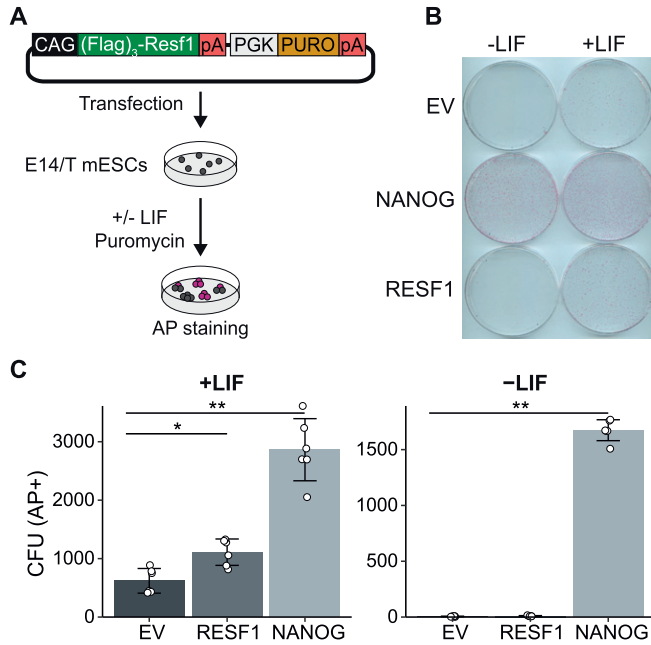 A
CAG (Flag)3-Resf1 pA PGK PURO pA
Transfection
E14/T mESCs
+/- LIF
Puromycin
AP staining
B
-LIF +LIF
EV
NANOG
RESF1
C
+LIF
CFU (AP+)
3000
2000
1000
0
**
*
EV RESF1 NANOG
−LIF
1500
1000
500
0
**
EV RESF1 NANOG